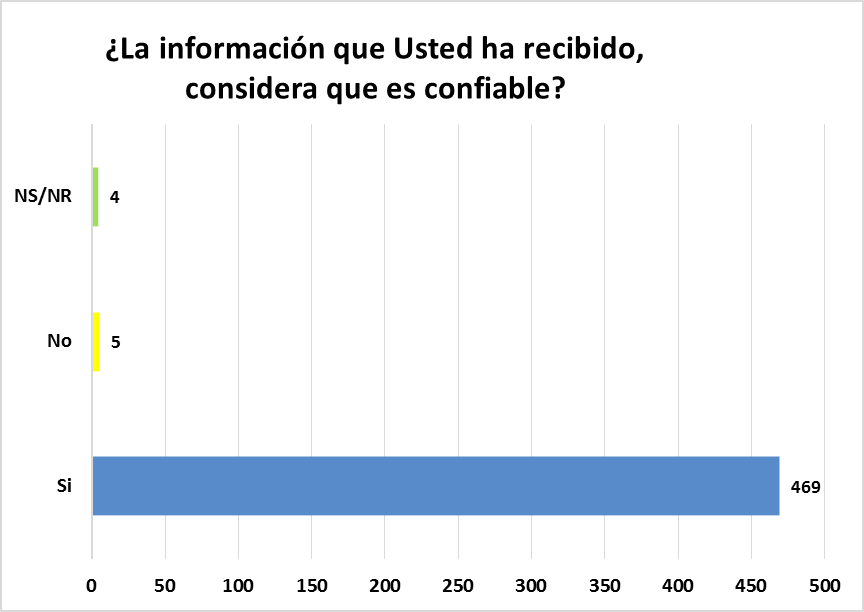 ¿La información que Usted ha recibido,
considera que es confiable?
NS/NR
4
No
5
Si
469
0 50 100 150 200 250 300 350 400 450 500